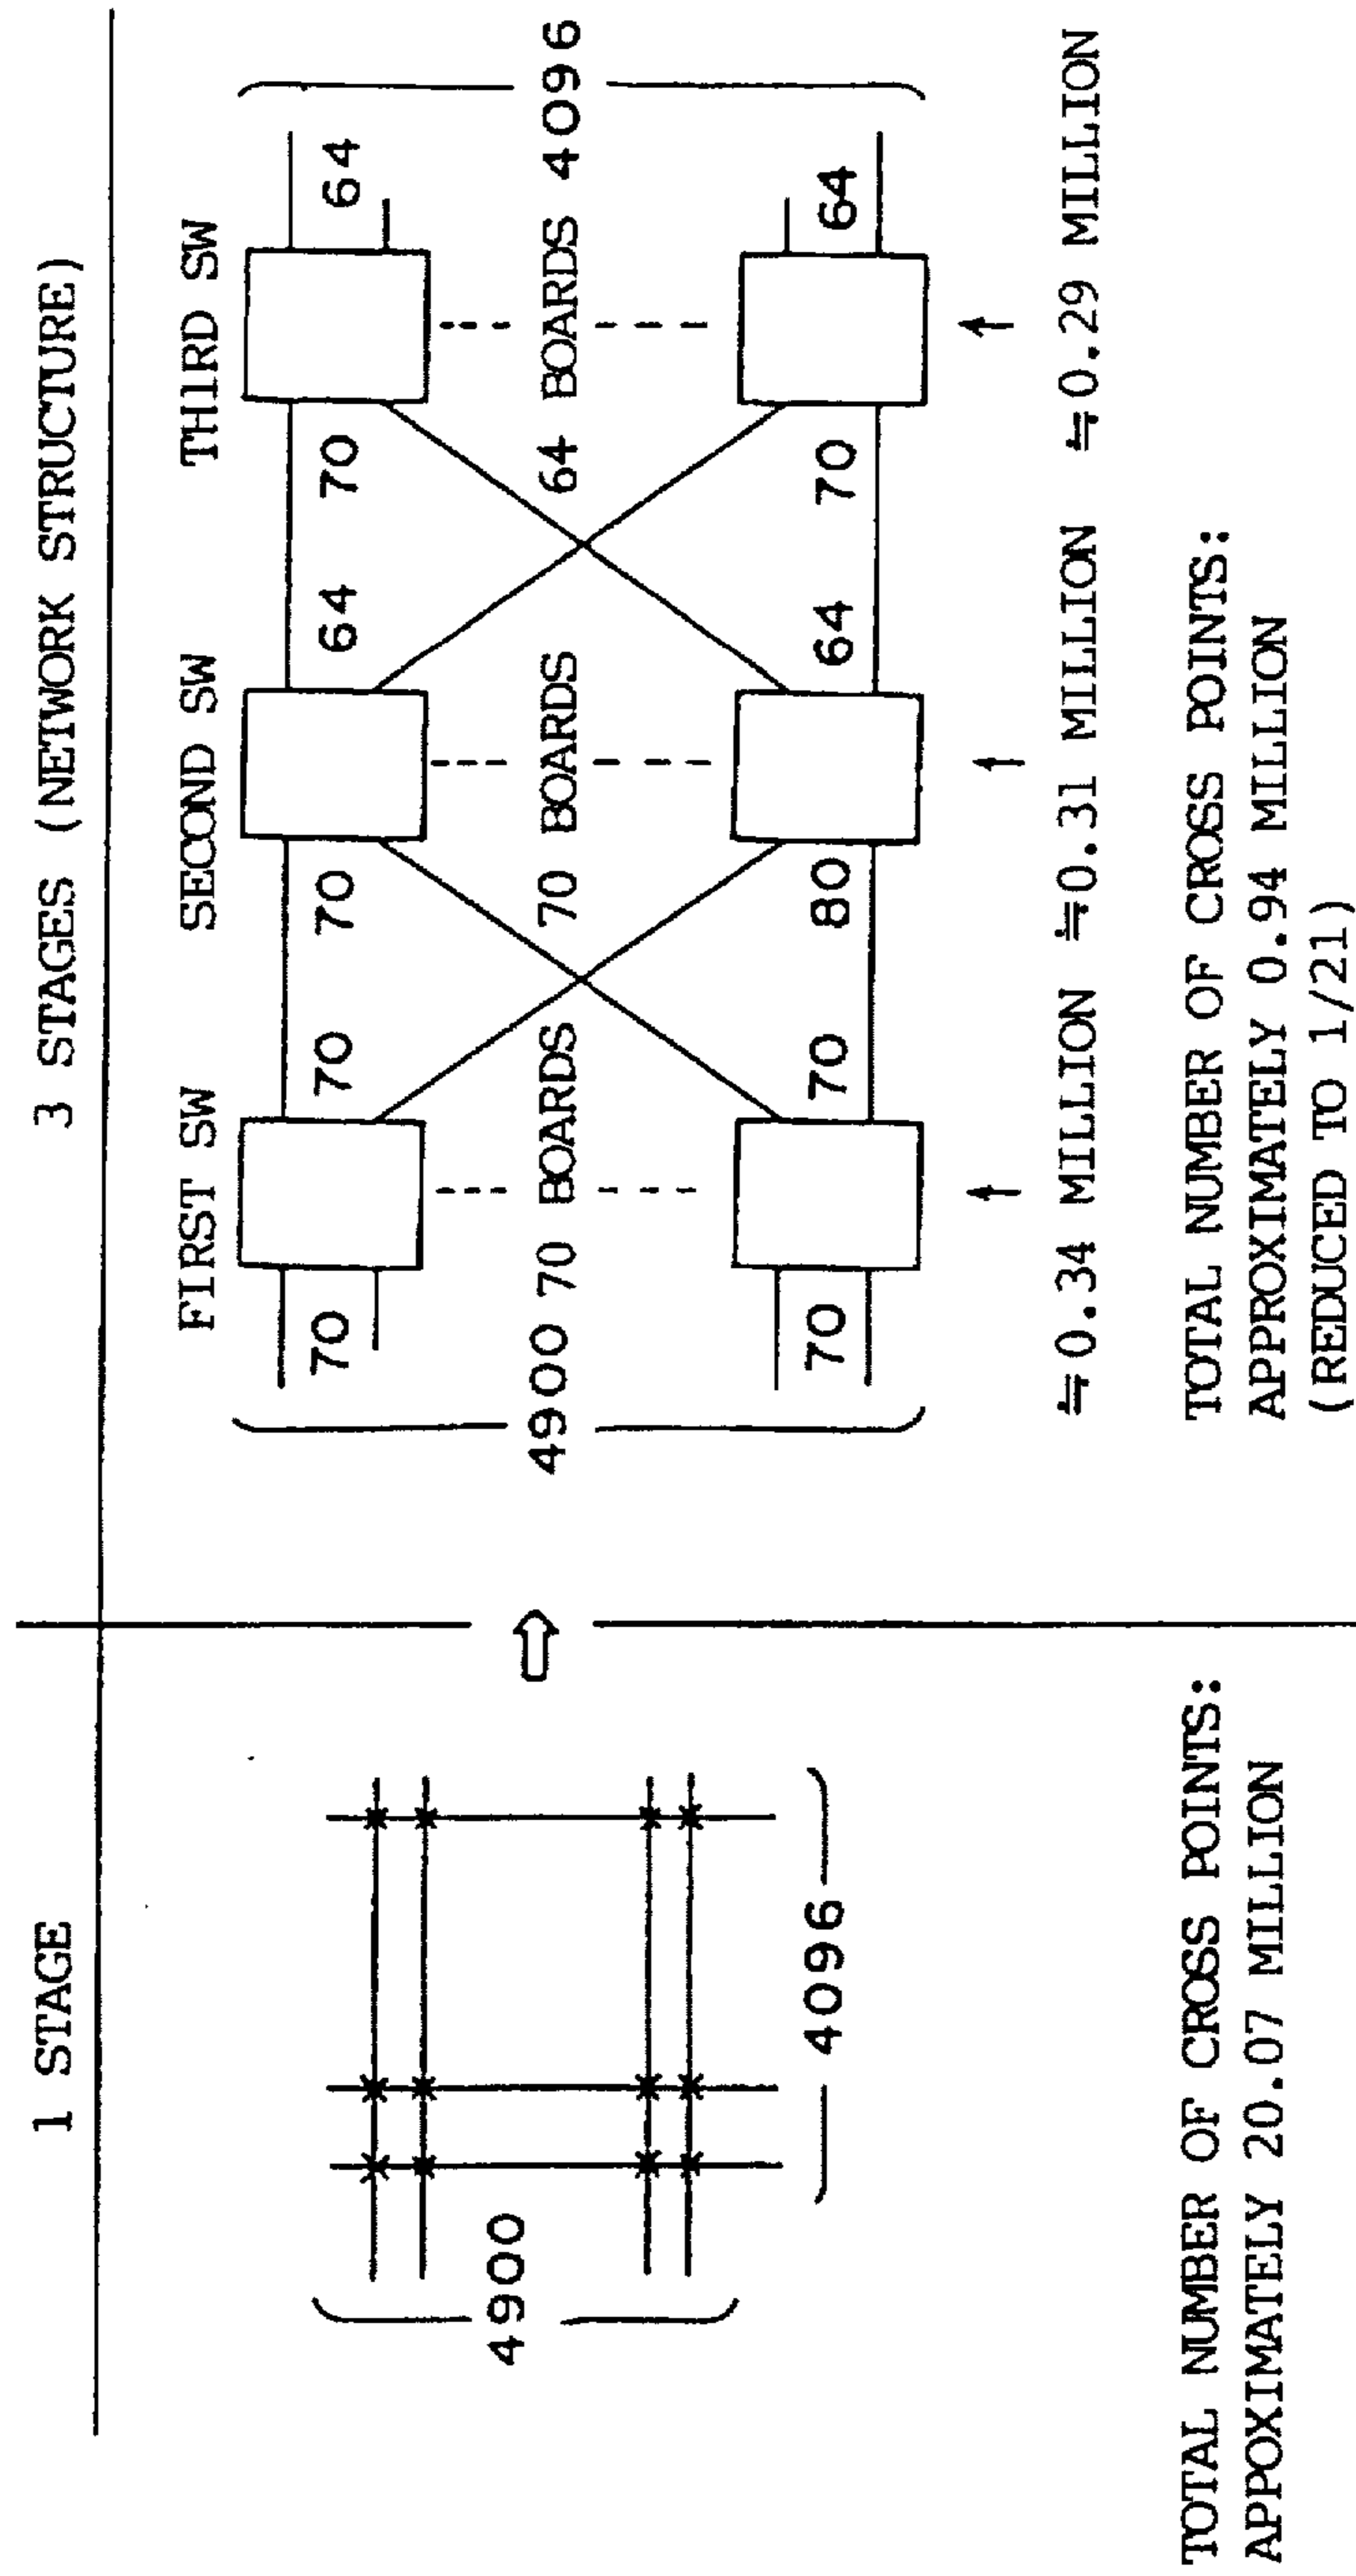 1 STAGE
4900
4096
TOTAL NUMBER OF CROSS POINTS:
APPOXIMATELY 20.07 MILLION
3 STAGES (NETWORK STRUCTURE)
FIRST SW SECOND SW THIRD SW
70 70 70 64 70 64
4900 70 BOARDS 70 BOARDS 64 BOARDS 4096
70 70 80 64 70 64
≒0.34 MILLION ≒0.31 MILLION ≒0.29 MILLION
TOTAL NUMBER OF CROSS POINTS:
APPROXIMATELY 0.94 MILLION
(REDUCED TO 1/21)